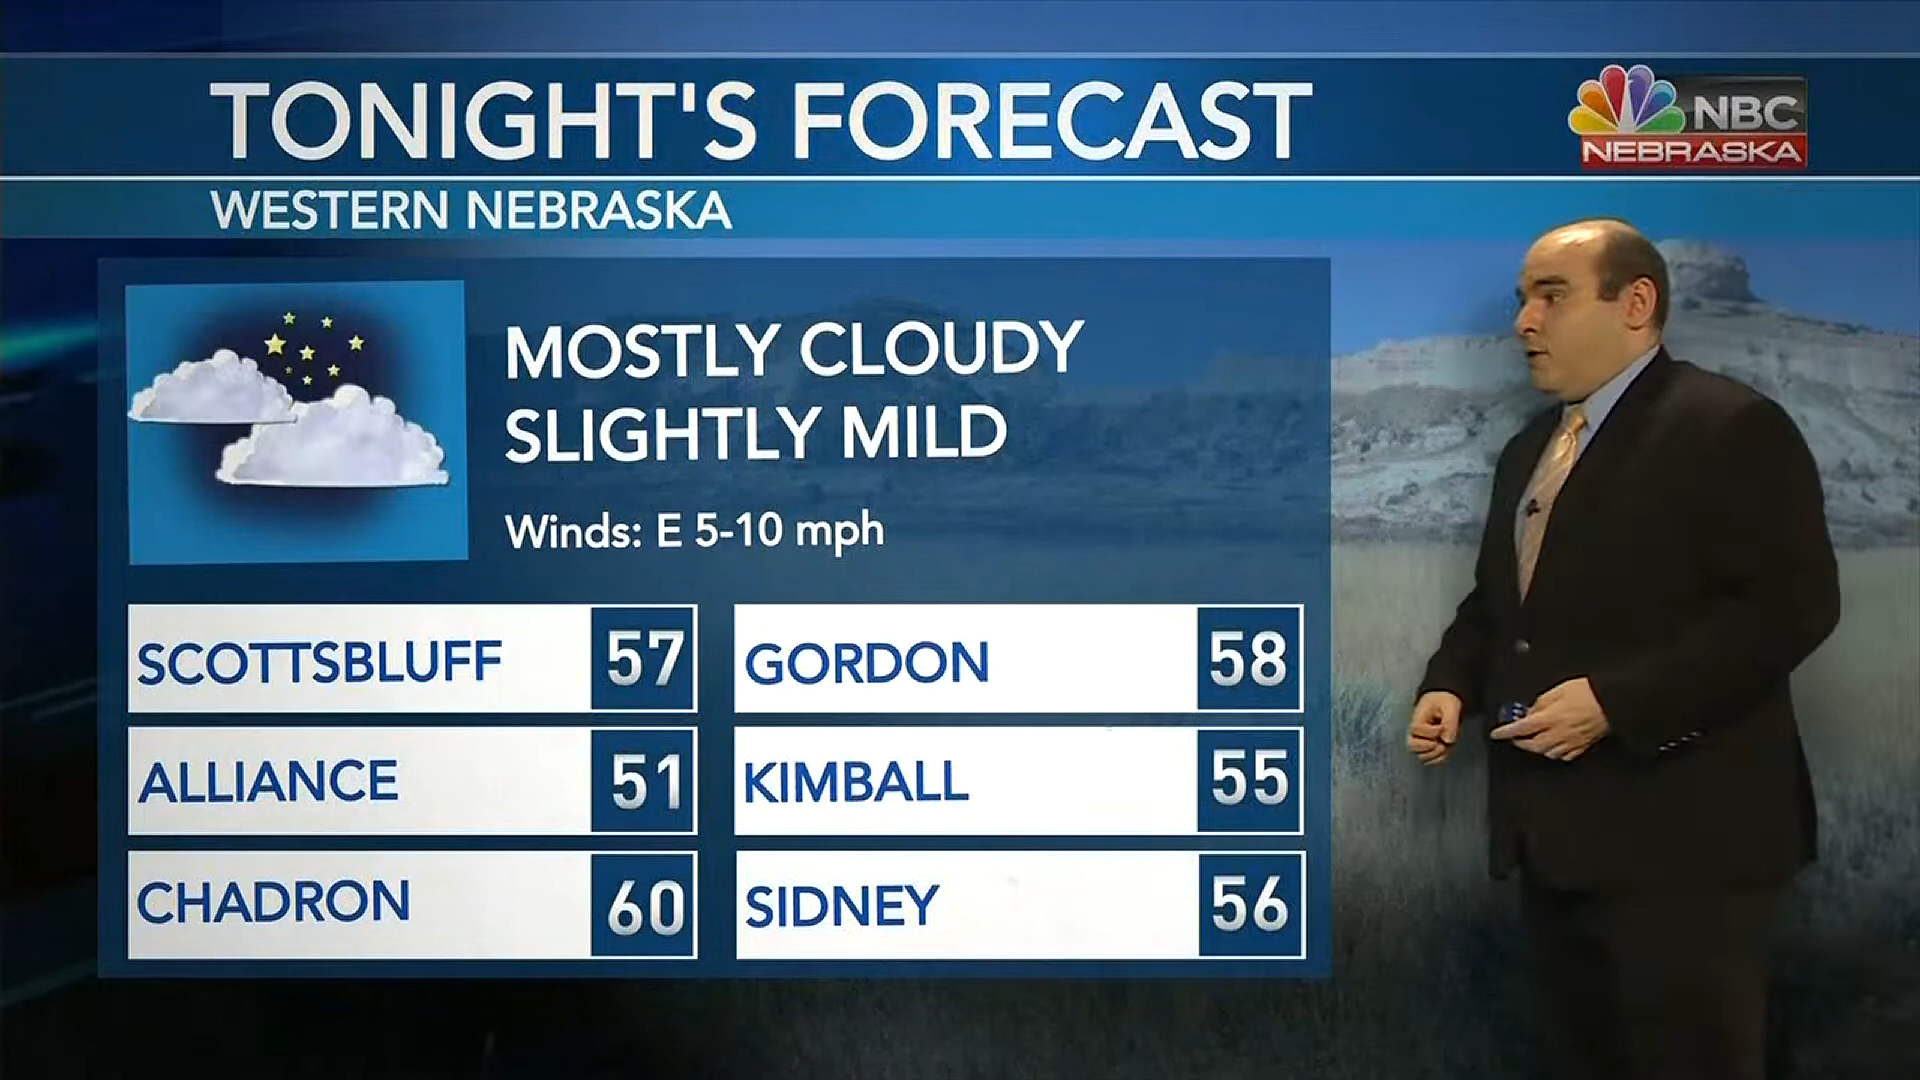 TONIGHT'S FORECAST
NBC
NEBRASKA
WESTERN NEBRASKA
MOSTLY CLOUDY
SLIGHTLY MILD
Winds: E 5-10 mph
SCOTTSBLUFF 57
GORDON 58
ALLIANCE 51
KIMBALL 55
CHADRON 60
SIDNEY 56